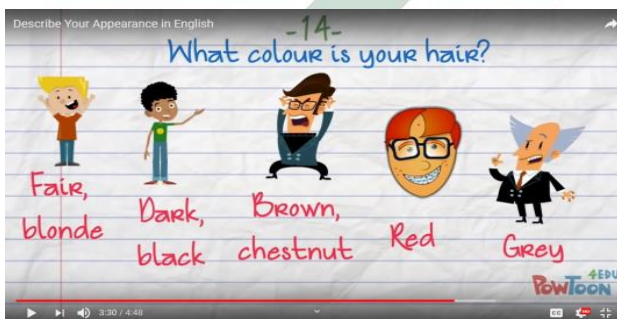 Describe Your Appearance in English
-14-
What colour is your hair?
Fair,
blonde
Dark,
black
Brown,
chestnut
Red
Grey
4EDU
PowToon
3:30 / 4:48